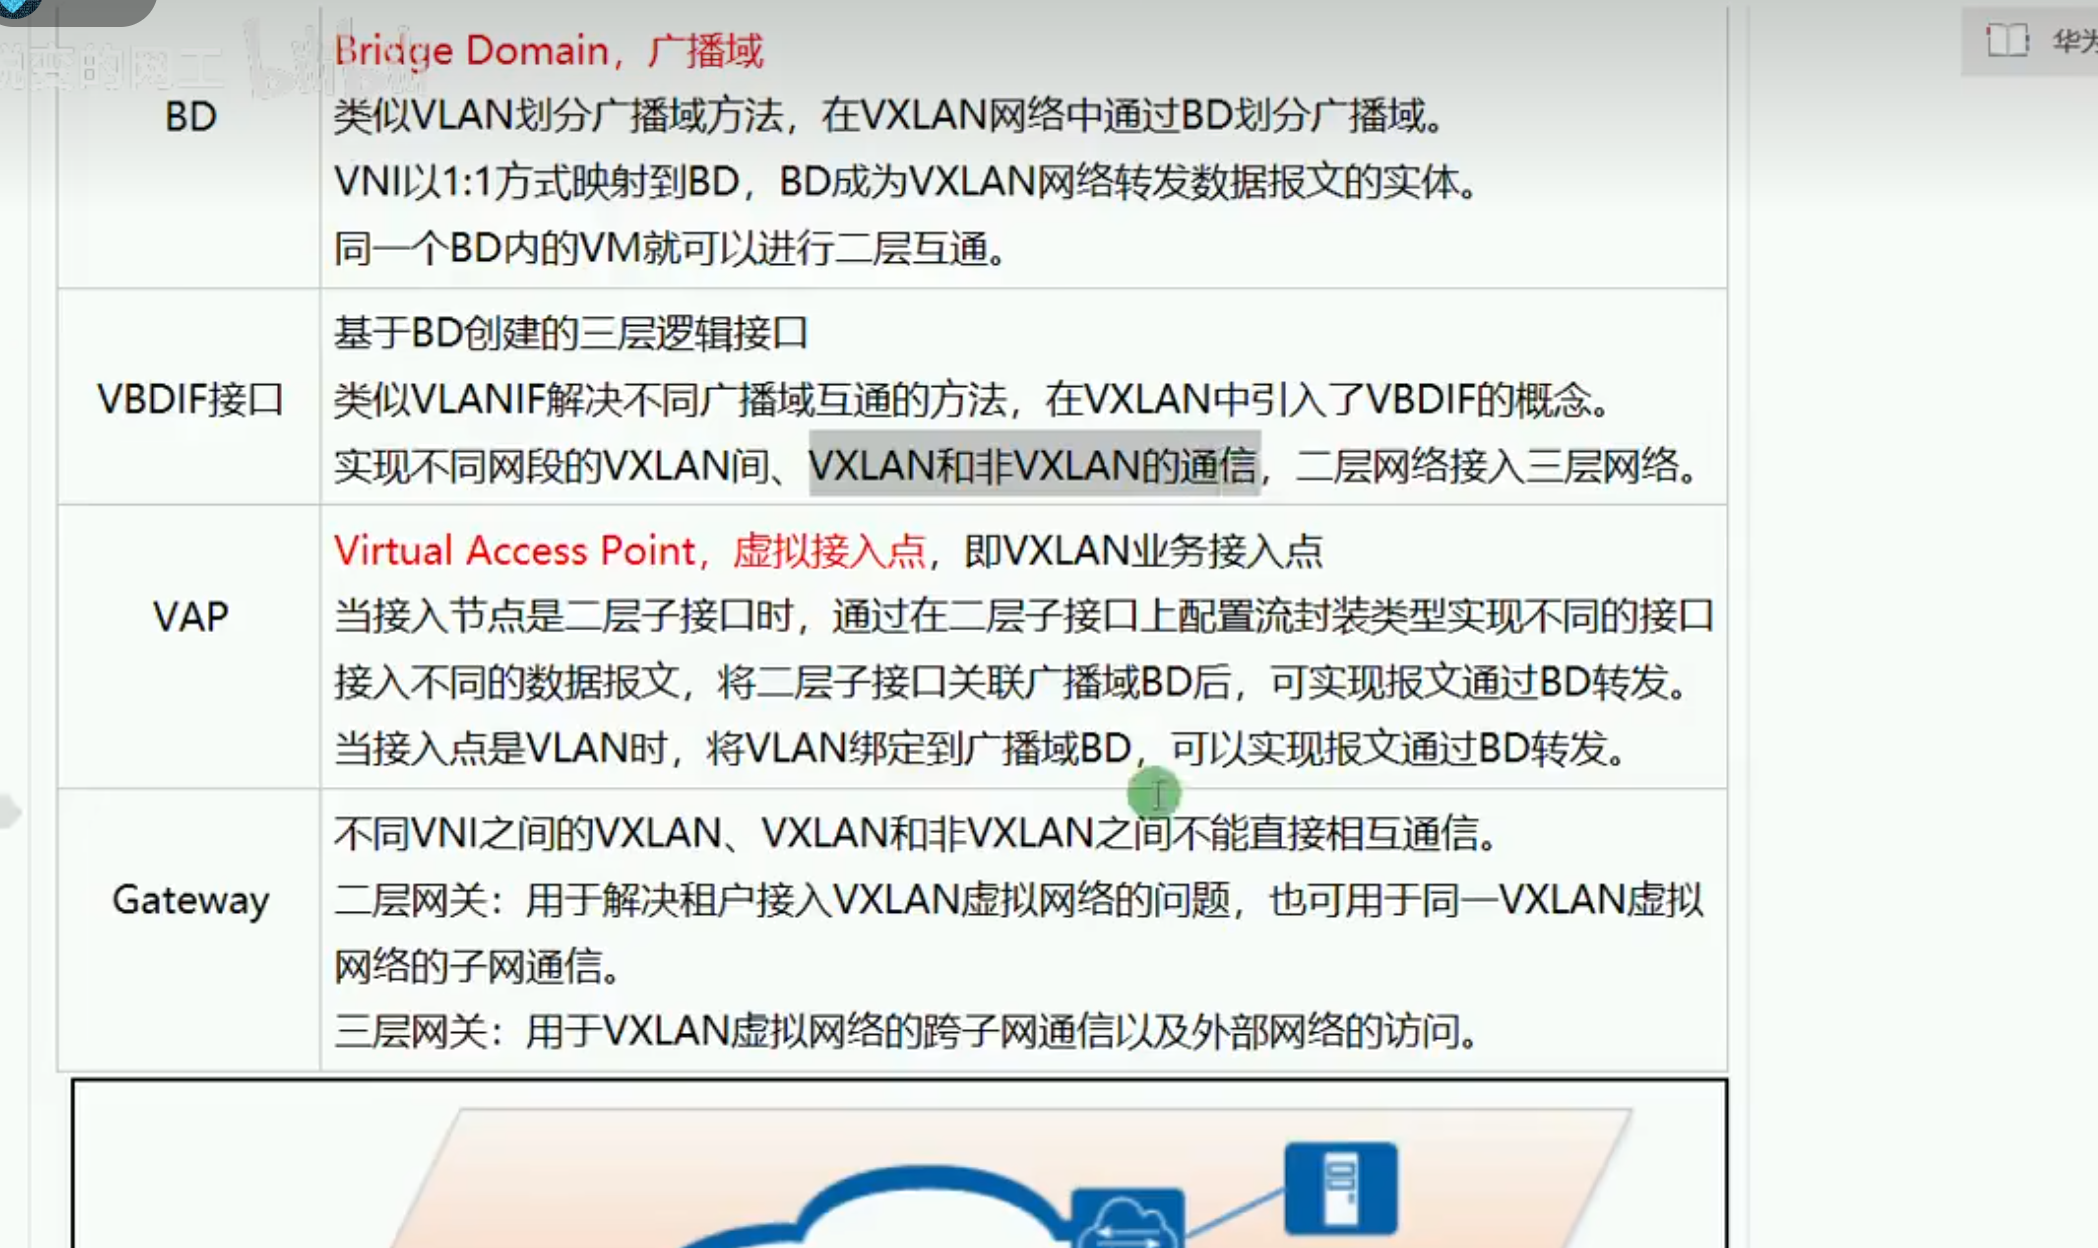 Bridge Domain，广播域
BD
类似VLAN划分广播域方法，在VXLAN网络中通过BD划分广播域。
VNI以1:1方式映射到BD，BD成为VXLAN网络转发数据报文的实体。
同一个BD内的VM就可以进行二层互通。
VBDIF接口
基于BD创建的三层逻辑接口
类似VLANIF解决不同广播域互通的方法，在VXLAN中引入了VBDIF的概念。
实现不同网段的VXLAN间、VXLAN和非VXLAN的通信，二层网络接入三层网络。
VAP
Virtual Access Point，虚拟接入点，即VXLAN业务接入点
当接入节点是二层子接口时，通过在二层子接口上配置流封装类型实现不同的接口
接入不同的数据报文，将二层子接口关联广播域BD后，可实现报文通过BD转发。
当接入点是VLAN时，将VLAN绑定到广播域BD，可以实现报文通过BD转发。
Gateway
不同VNI之间的VXLAN、VXLAN和非VXLAN之间不能直接相互通信。
二层网关：用于解决租户接入VXLAN虚拟网络的问题，也可用于同一VXLAN虚拟
网络的子网通信。
三层网关：用于VXLAN虚拟网络的跨子网通信以及外部网络的访问。
变的网工
bilibili
华为